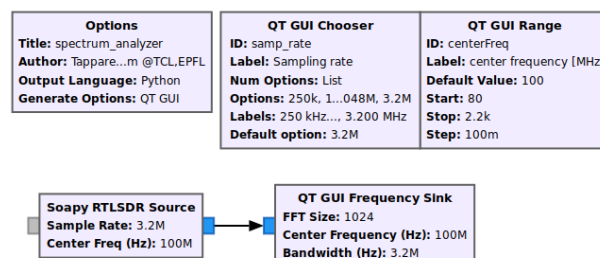 Options
Title: spectrum_analyzer
Author: Tappare...m @TCL,EPFL
Output Language: Python
Generate Options: QT GUI
QT GUI Chooser
ID: samp_rate
Label: Sampling rate
Num Options: List
Options: 250k, 1...048M, 3.2M
Labels: 250 kHz..., 3.200 MHz
Default option: 3.2M
QT GUI Range
ID: centerFreq
Label: center frequency [MHz
Default Value: 100
Start: 80
Stop: 2.2k
Step: 100m
Soapy RTLSDR Source
Sample Rate: 3.2M
Center Freq (Hz): 100M
QT GUI Frequency Sink
FFT Size: 1024
Center Frequency (Hz): 100M
Bandwidth (Hz): 3.2M